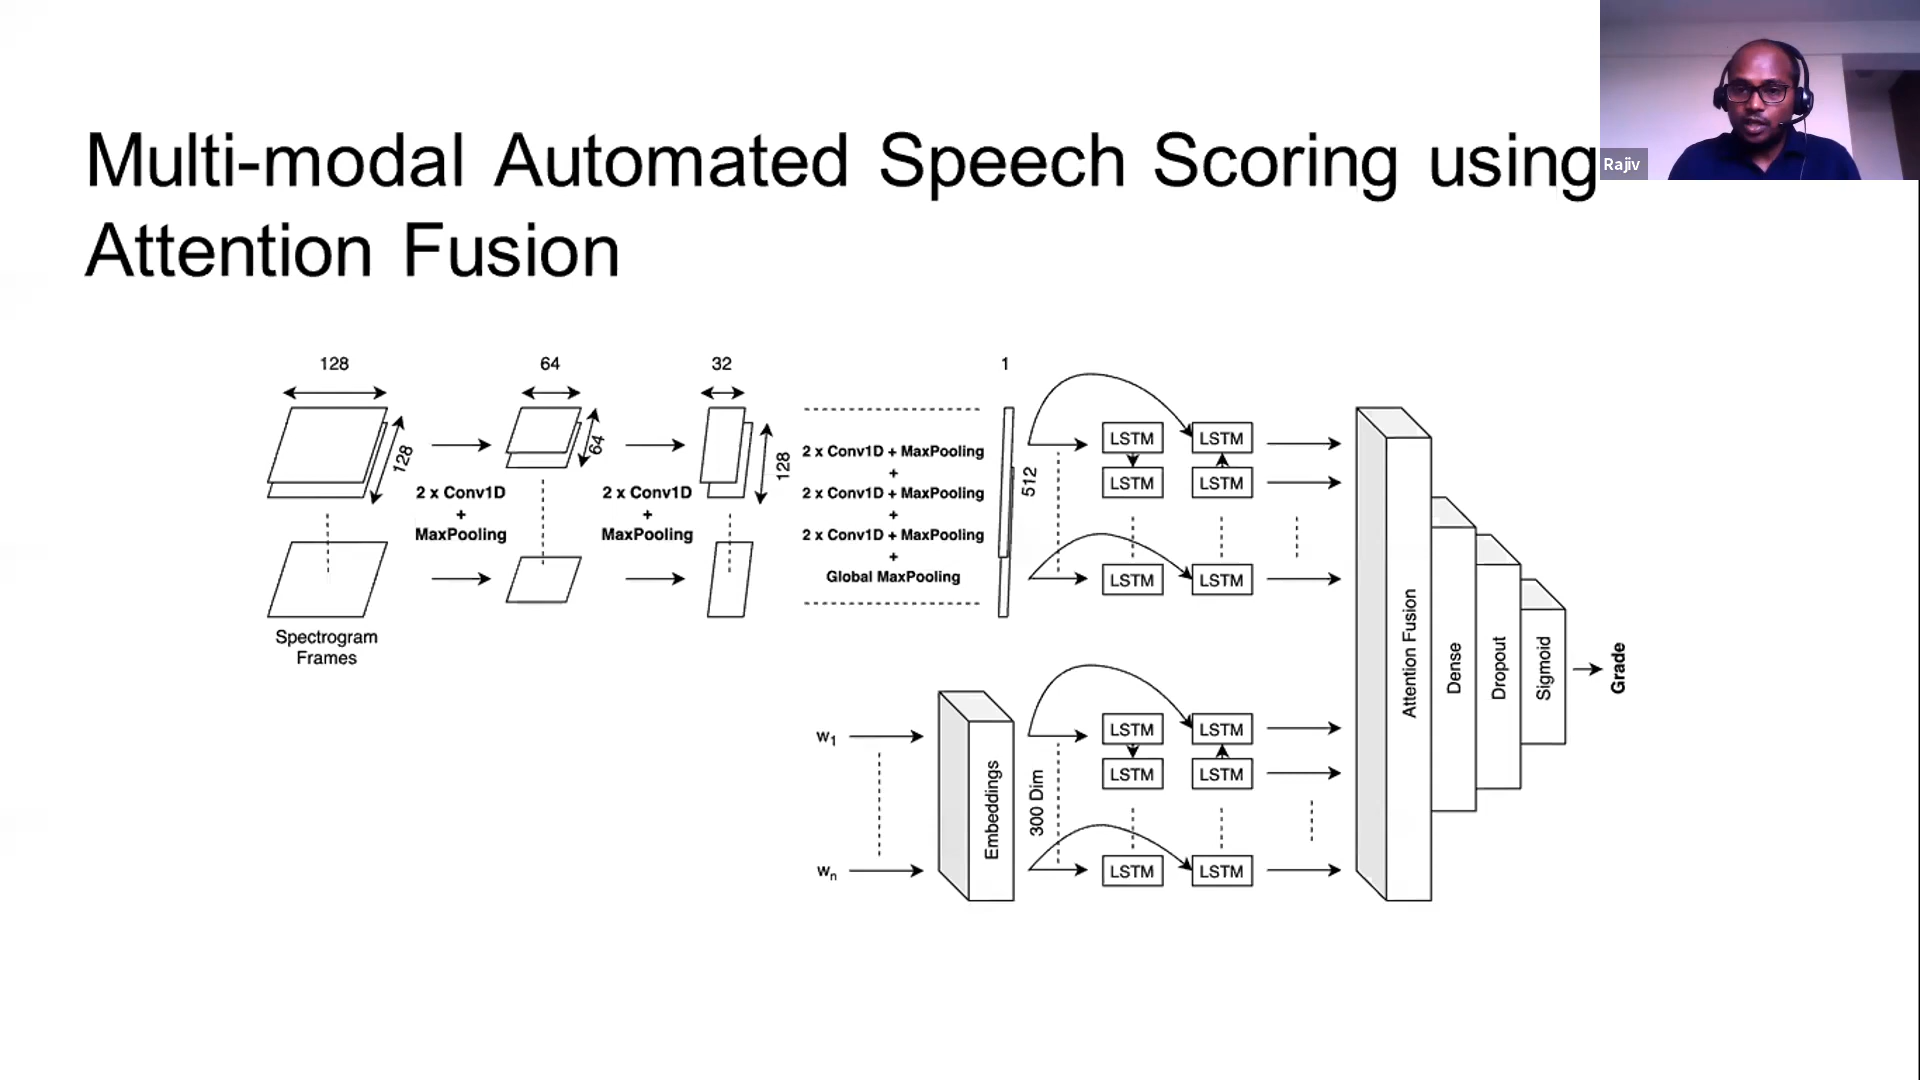 Multi-modal Automated Speech Scoring using
Attention Fusion
Rajiv
128
64
32
1
128
64
128
512
2 x Conv1D
+
MaxPooling
2 x Conv1D
+
MaxPooling
2 x Conv1D + MaxPooling
+
2 x Conv1D + MaxPooling
+
2 x Conv1D + MaxPooling
+
Global MaxPooling
Spectrogram
Frames
LSTM
LSTM
LSTM
LSTM
LSTM
LSTM
w1
wn
Embeddings
300 Dim
LSTM
LSTM
LSTM
LSTM
LSTM
LSTM
Attention Fusion
Dense
Dropout
Sigmoid
Grade